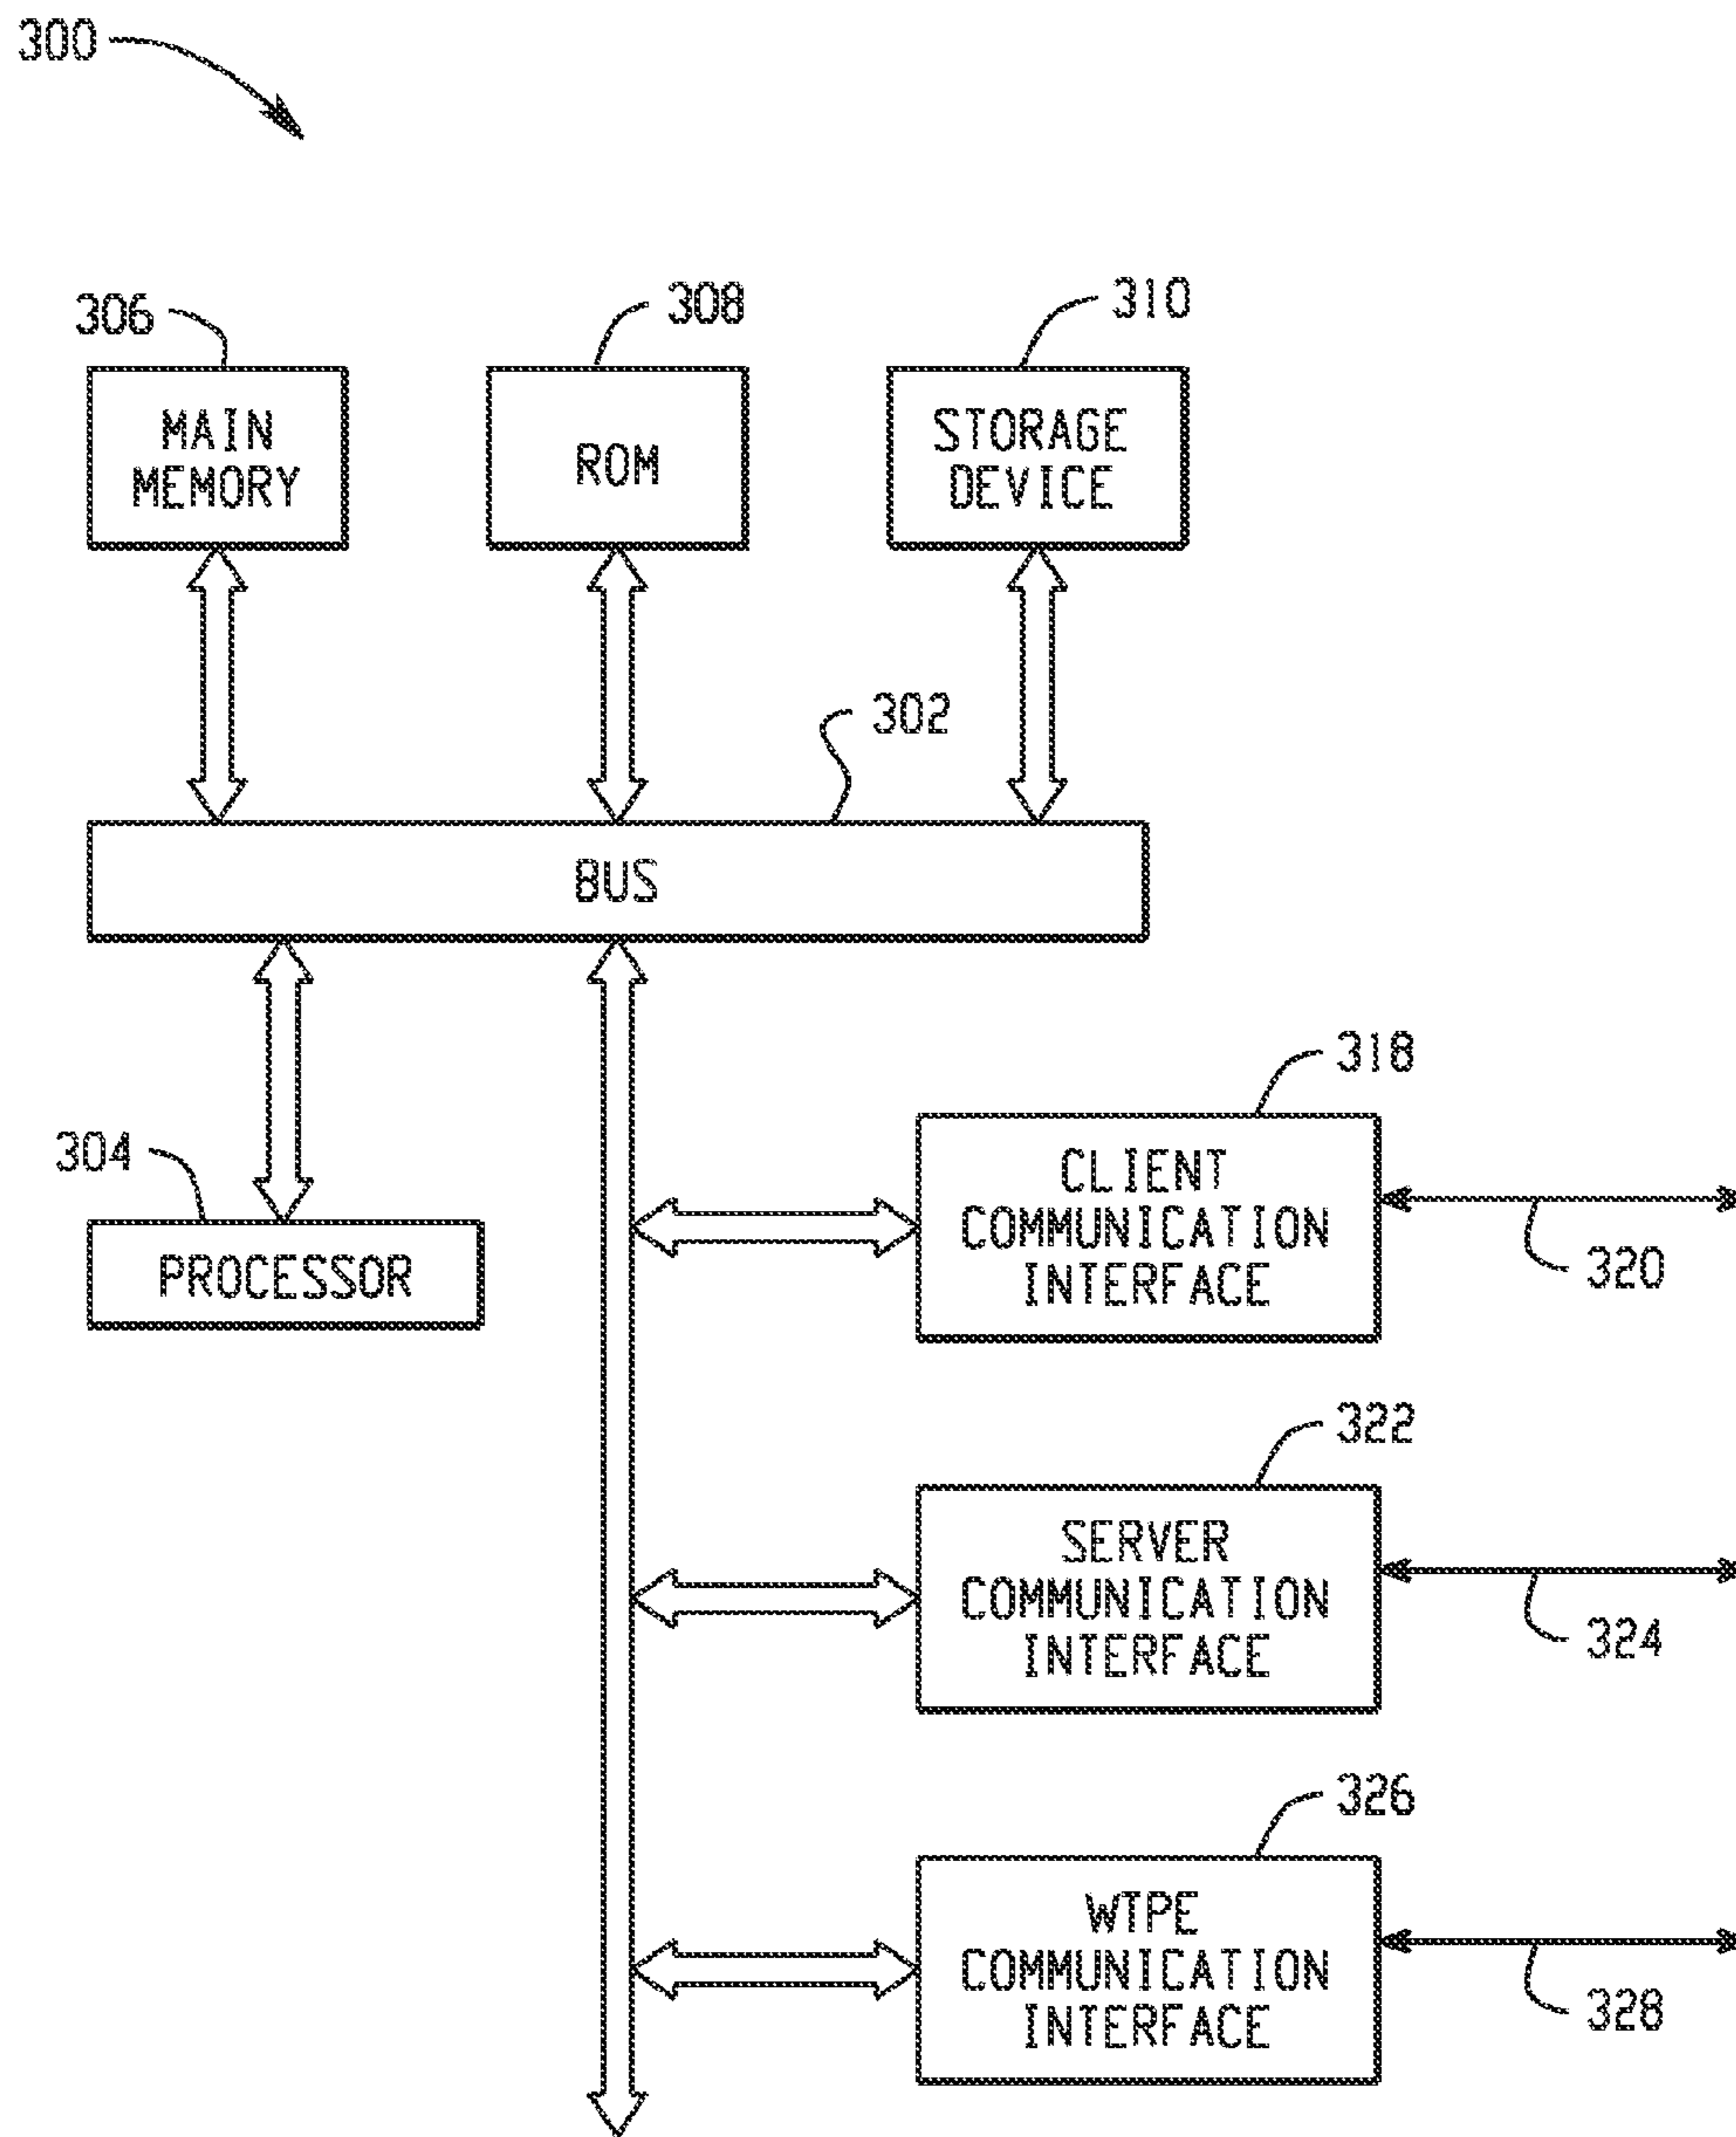 300
306
308
310
MAIN
MEMORY
ROM
STORAGE
DEVICE
302
BUS
318
304
PROCESSOR
CLIENT
COMMUNICATION
INTERFACE
320
322
SERVER
COMMUNICATION
INTERFACE
324
326
WTPE
COMMUNICATION
INTERFACE
328